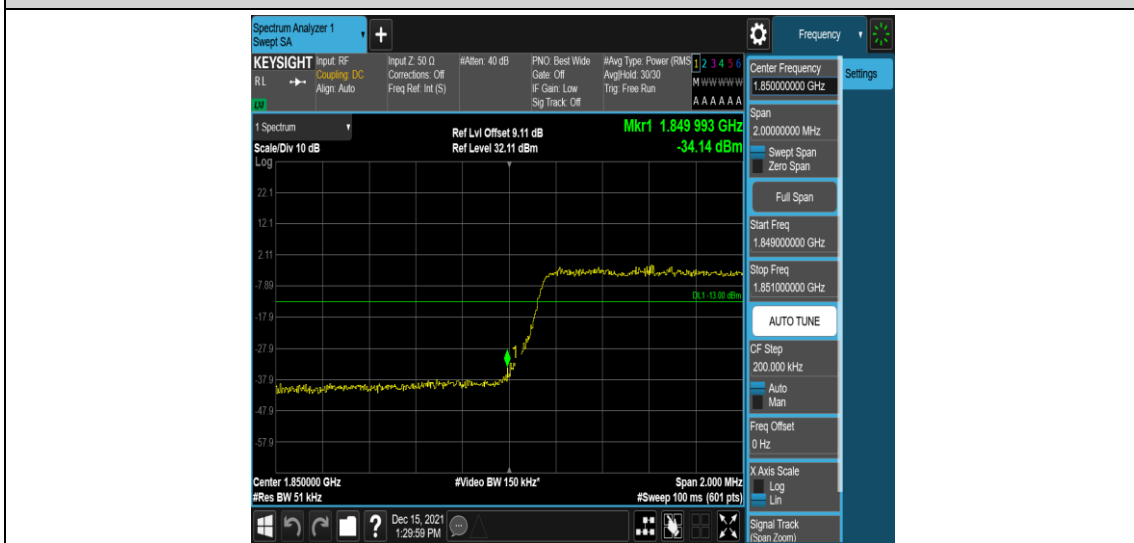 Spectrum Analyzer 1
Swept SA
+
Frequency
KEYSIGHT
RL
LXI
Input: RF
Coupling: DC
Align: Auto
Input Z: 50 Ω
Corrections: Off
Freq Ref: Int (S)
#Atten: 40 dB
PNO: Best Wide
Gate: Off
IF Gain: Low
Sig Track: Off
#Avg Type: Power (RMS
Avg|Hold: 30/30
Trig: Free Run
1 2 3 4 5 6
M W W W W W
A A A A A A
1 Spectrum
Scale/Div 10 dB
Log
Ref Lvl Offset 9.11 dB
Ref Level 32.11 dBm
Mkr1 1.849 993 GHz
-34.14 dBm
22.1
12.1
2.11
-7.89
-17.9
-27.9
-37.9
-47.9
-57.9
DL1 -13.00 dBm
1
Center 1.850000 GHz
#Res BW 51 kHz
#Video BW 150 kHz*
Span 2.000 MHz
#Sweep 100 ms (601 pts)
Center Frequency
1.850000000 GHz
Settings
Span
2.00000000 MHz
Swept Span
Zero Span
Full Span
Start Freq
1.849000000 GHz
Stop Freq
1.851000000 GHz
AUTO TUNE
CF Step
200.000 kHz
Auto
Man
Freq Offset
0 Hz
X Axis Scale
Log
Lin
Signal Track
(Span Zoom)
?
Dec 15, 2021
1:29:59 PM